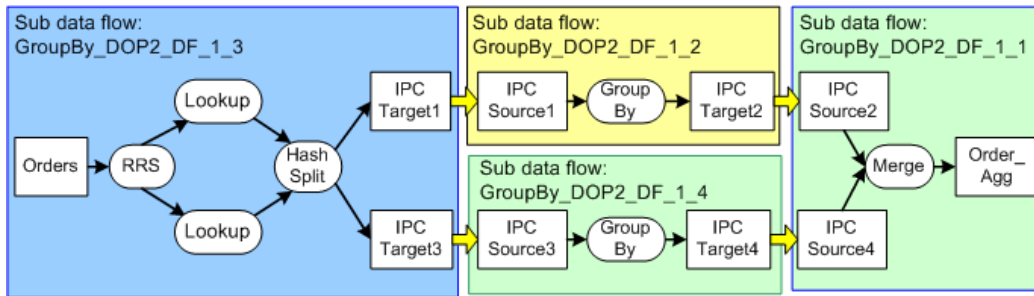 Sub data flow:
GroupBy_DOP2_DF_1_3
Lookup
Orders
RRS
Hash
Split
Lookup
IPC
Target1
IPC
Target3
Sub data flow:
GroupBy_DOP2_DF_1_2
IPC
Source1
Group
By
IPC
Target2
Sub data flow:
GroupBy_DOP2_DF_1_4
IPC
Source3
Group
By
IPC
Target4
Sub data flow:
GroupBy_DOP2_DF_1_1
IPC
Source2
Merge
Order_
Agg
IPC
Source4